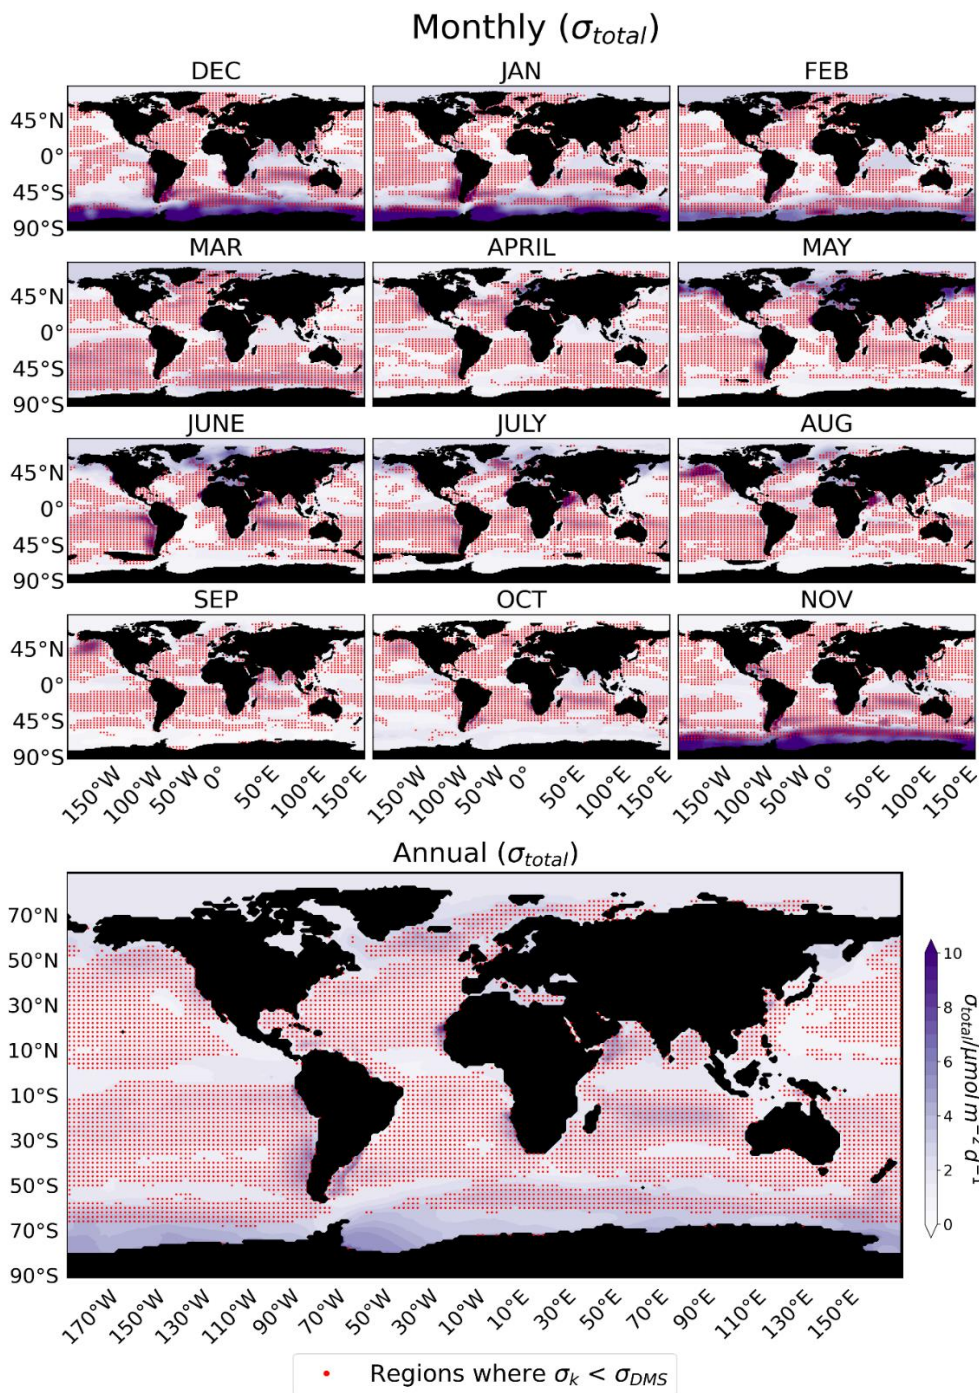 Monthly (σtotal)
DEC JAN FEB
45°N
0°
45°S
90°S
MAR APRIL MAY
45°N
0°
45°S
90°S
JUNE JULY AUG
45°N
0°
45°S
90°S
SEP OCT NOV
45°N
0°
45°S
90°S
150°W 100°W 50°W 0° 50°E 100°E 150°E 150°W 100°W 50°W 0° 50°E 100°E 150°E 150°W 100°W 50°W 0° 50°E 100°E 150°E
Annual (σtotal)
70°N
50°N
30°N
10°N
10°S
30°S
50°S
70°S
90°S
170°W 150°W 130°W 110°W 90°W 70°W 50°W 30°W 10°W 10°E 30°E 50°E 70°E 90°E 110°E 130°E 150°E
10
8
6
4
2
0
σtotal/μmol m⁻² d⁻¹
Regions where σk < σDMS